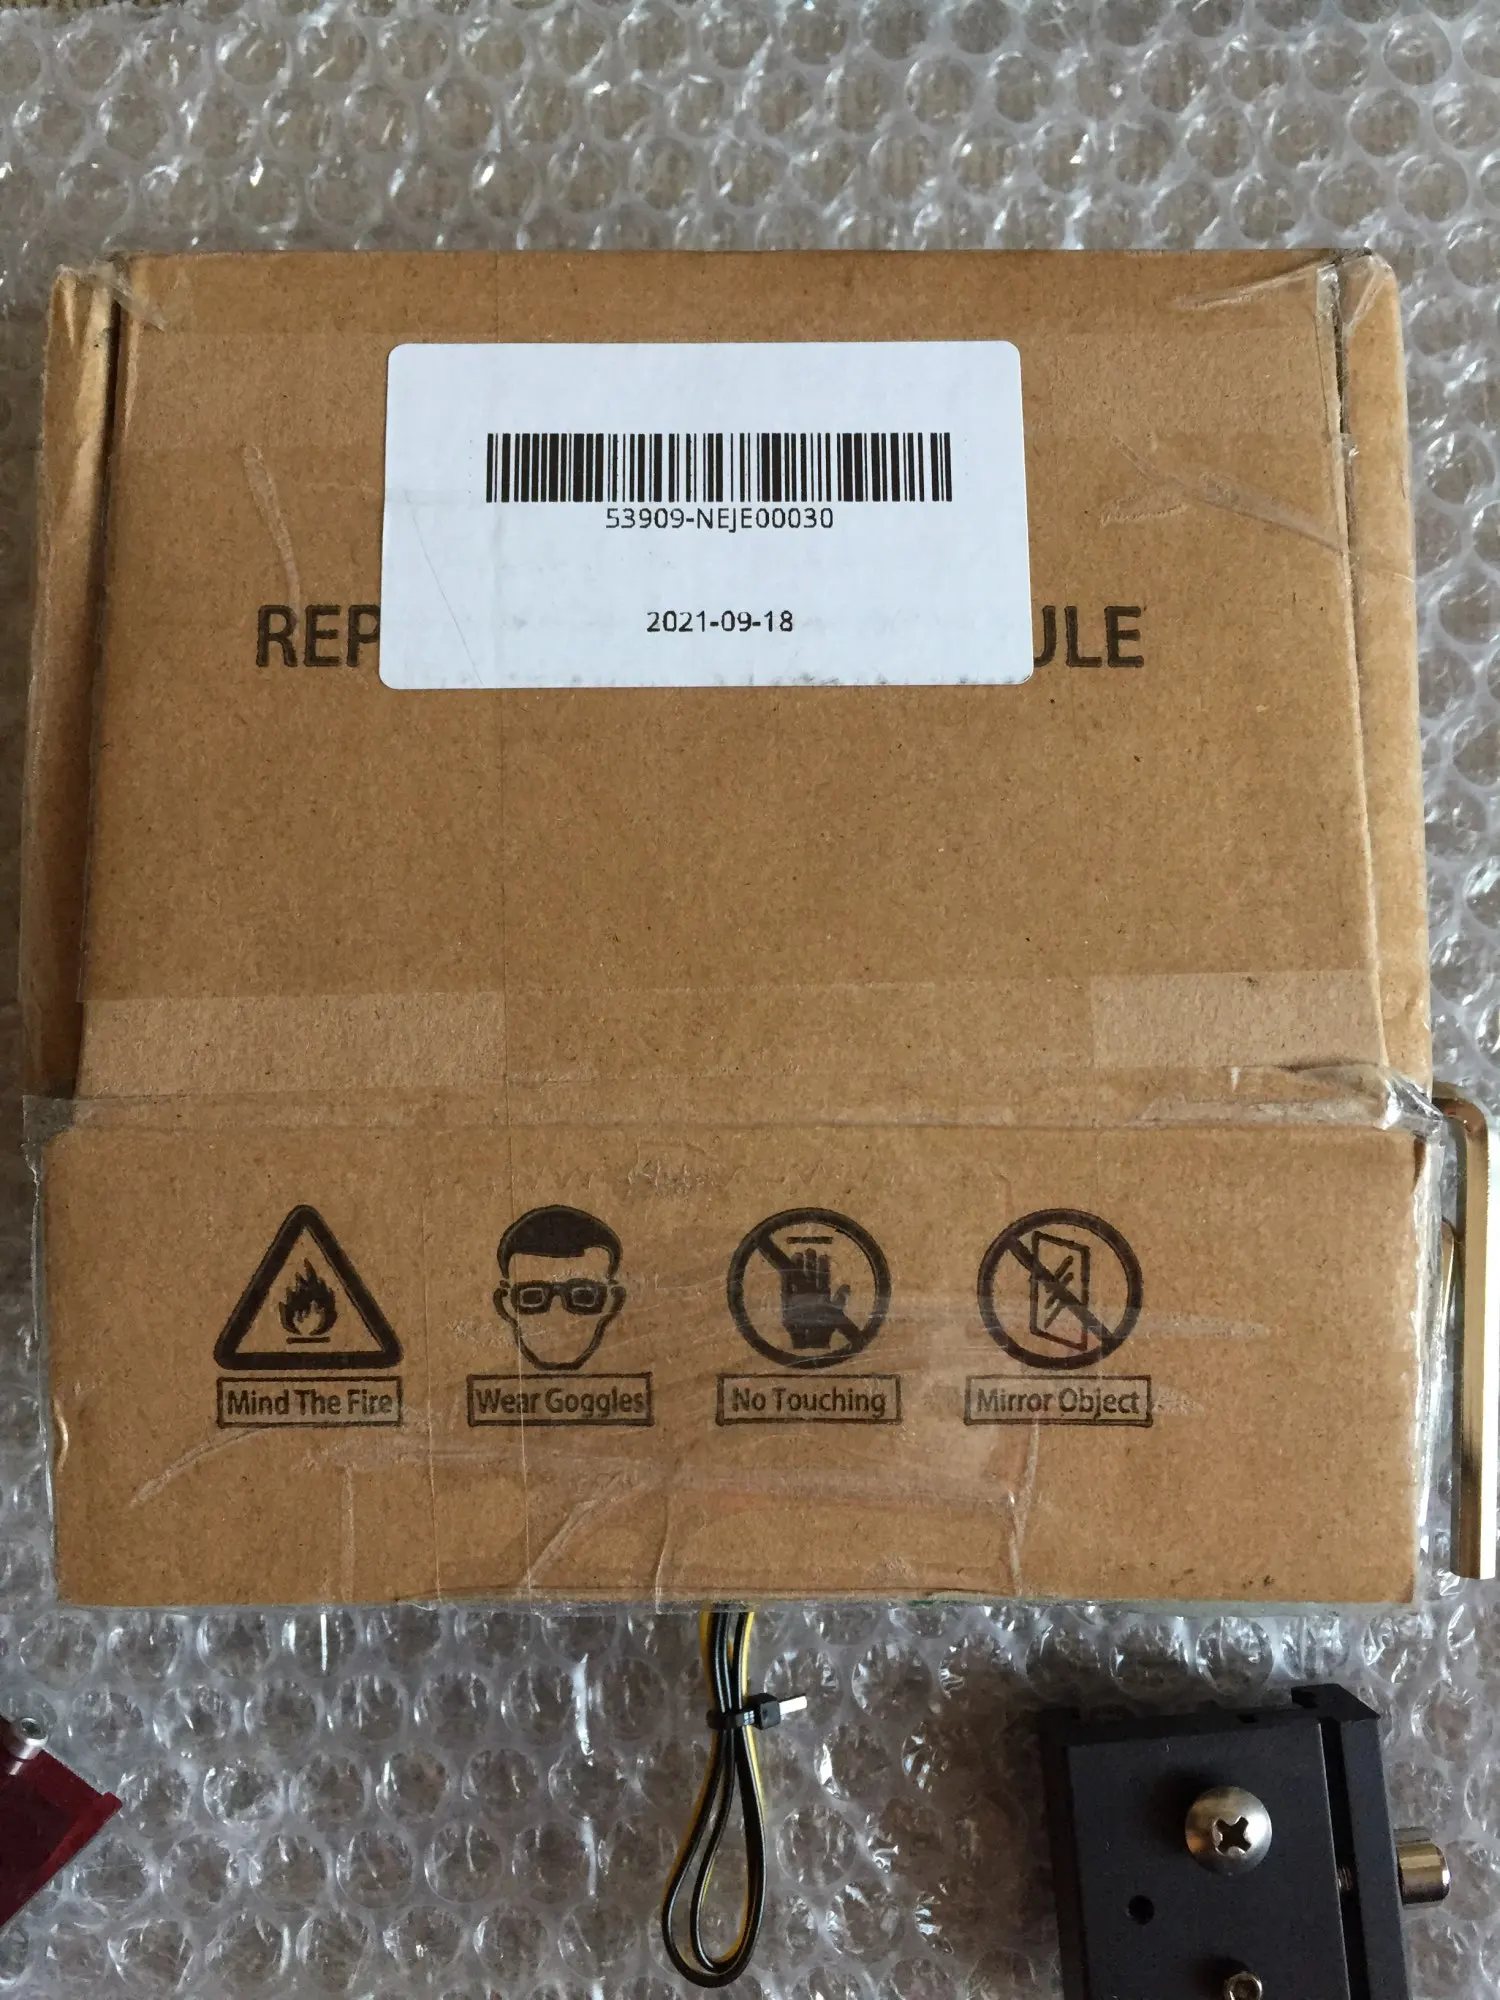 53909-NEJE00030
2021-09-18
REP ULE
Mind The Fire
Wear Goggles
No Touching
Mirror Object